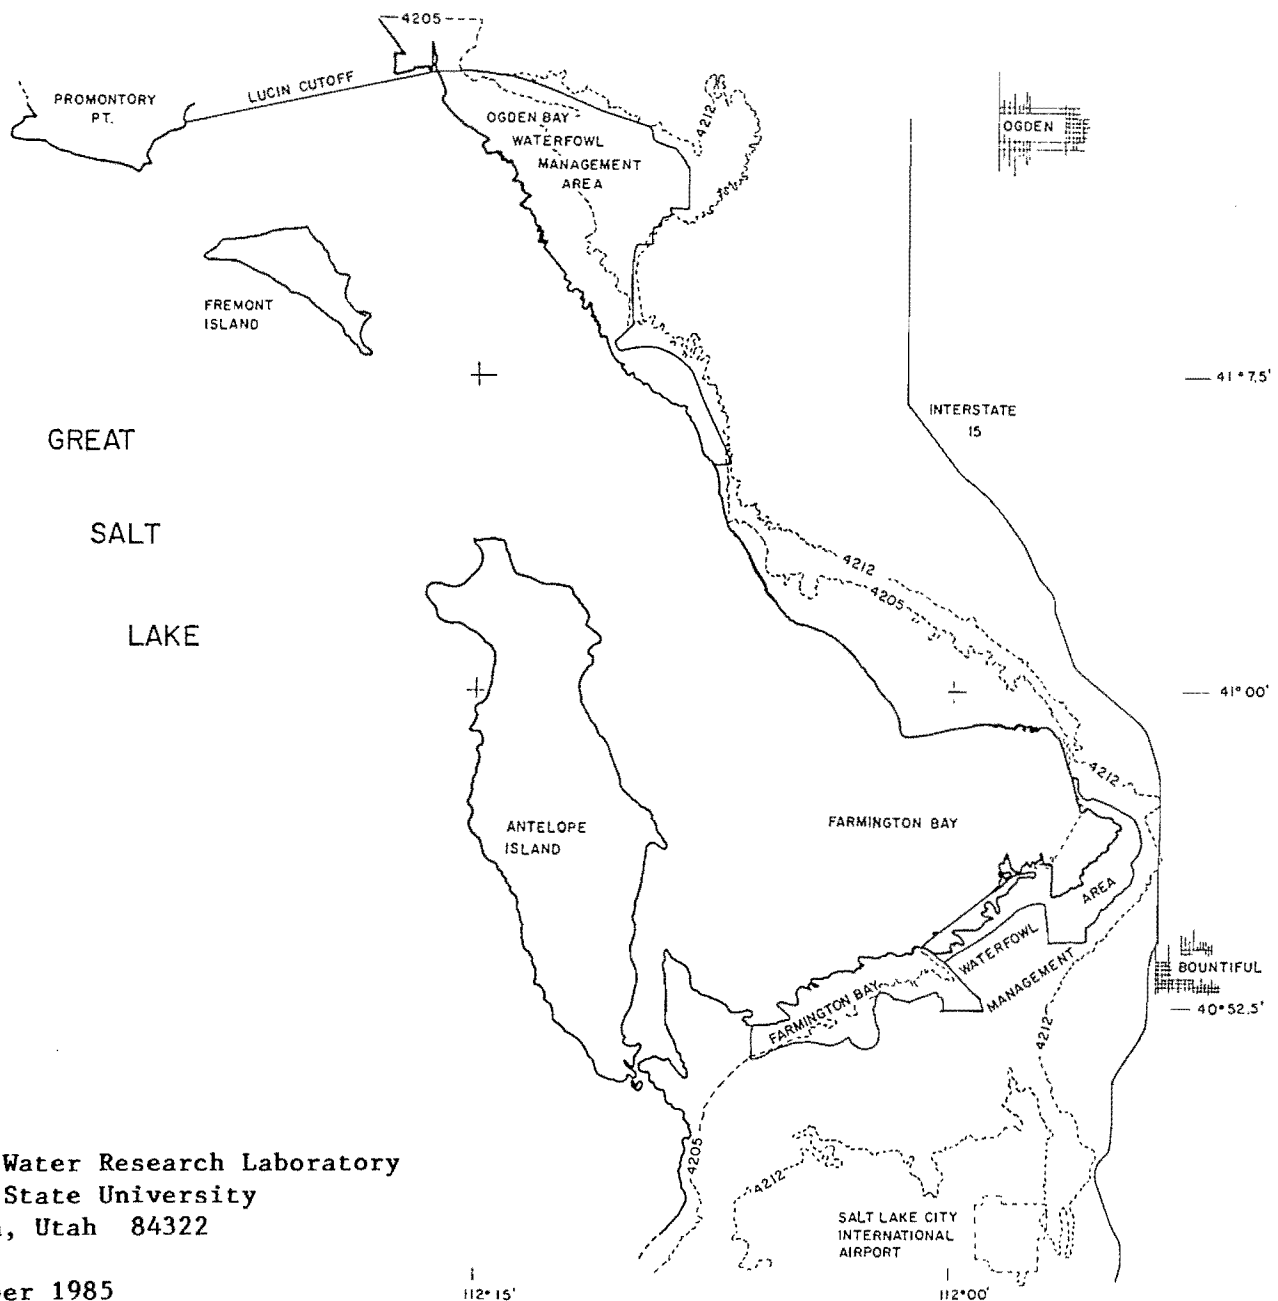 4205
LUCIN CUTOFF
PROMONTORY
PT.
OGDEN BAY
WATERFOWL
MANAGEMENT
AREA
4212
OGDEN
FREMONT
ISLAND
41°7.5'
INTERSTATE
15
GREAT
SALT
LAKE
4212
4205
41°00'
4212
ANTELOPE
ISLAND
FARMINGTON BAY
AREA
WATERFOWL
MANAGEMENT
FARMINGTON BAY
BOUNTIFUL
40°52.5'
4212
4205
4212
Water Research Laboratory
State University
, Utah 84322
SALT LAKE CITY
INTERNATIONAL
AIRPORT
er 1985
112°15'
112°00'